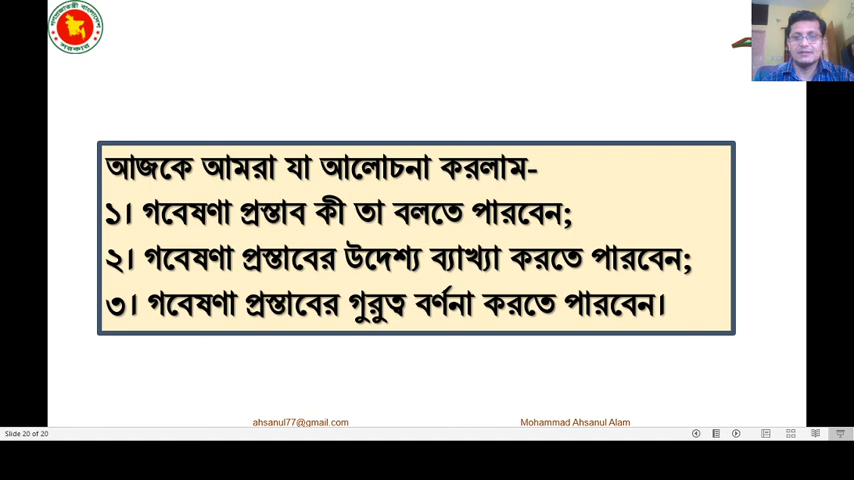 আজকে আমরা যা আলোচনা করলাম-
১। গবেষণা প্রস্তাব কী তা বলতে পারবেন;
২। গবেষণা প্রস্তাবের উদেশ্য ব্যাখ্যা করতে পারবেন;
৩। গবেষণা প্রস্তাবের গুরুত্ব বর্ণনা করতে পারবেন।
ahsanul77@gmail.com Mohammad Ahsanul Alam
Slide 20 of 20